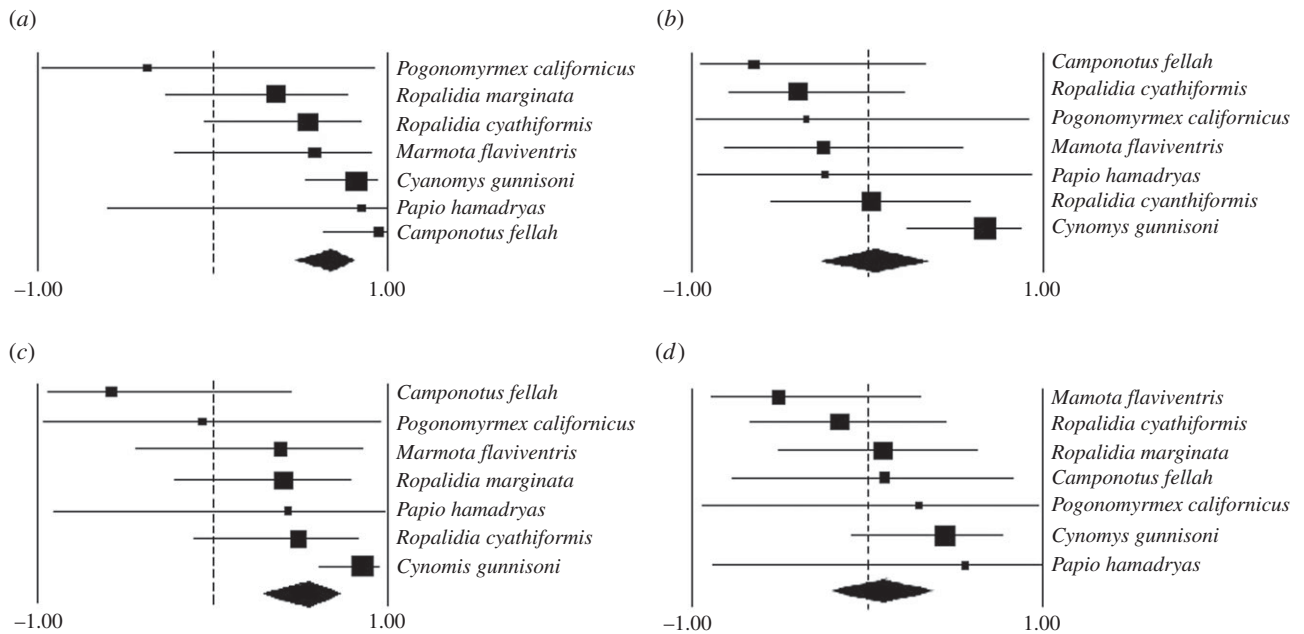 (a)
Pogonomyrmex californicus
Ropalidia marginata
Ropalidia cyathiformis
Marmota flaviventris
Cyanomys gunnisoni
Papio hamadryas
Camponotus fellah
–1.00 1.00
(b)
Camponotus fellah
Ropalidia cyathiformis
Pogonomyrmex californicus
Mamota flaviventris
Papio hamadryas
Ropalidia cyanthiformis
Cynomys gunnisoni
–1.00 1.00
(c)
Camponotus fellah
Pogonomyrmex californicus
Marmota flaviventris
Ropalidia marginata
Papio hamadryas
Ropalidia cyathiformis
Cynomis gunnisoni
–1.00 1.00
(d)
Mamota flaviventris
Ropalidia cyathiformis
Ropalidia marginata
Camponotus fellah
Pogonomyrmex californicus
Cynomys gunnisoni
Papio hamadryas
–1.00 1.00